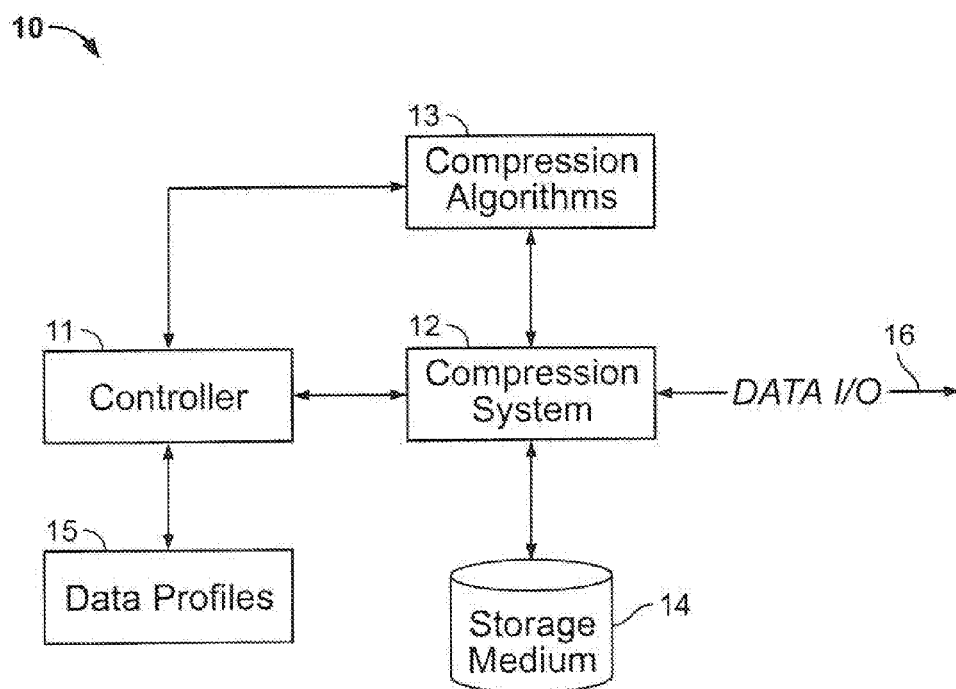 10
13
Compression
Algorithms
11
Controller
12
Compression
System
DATA I/O
16
15
Data Profiles
Storage
Medium
14